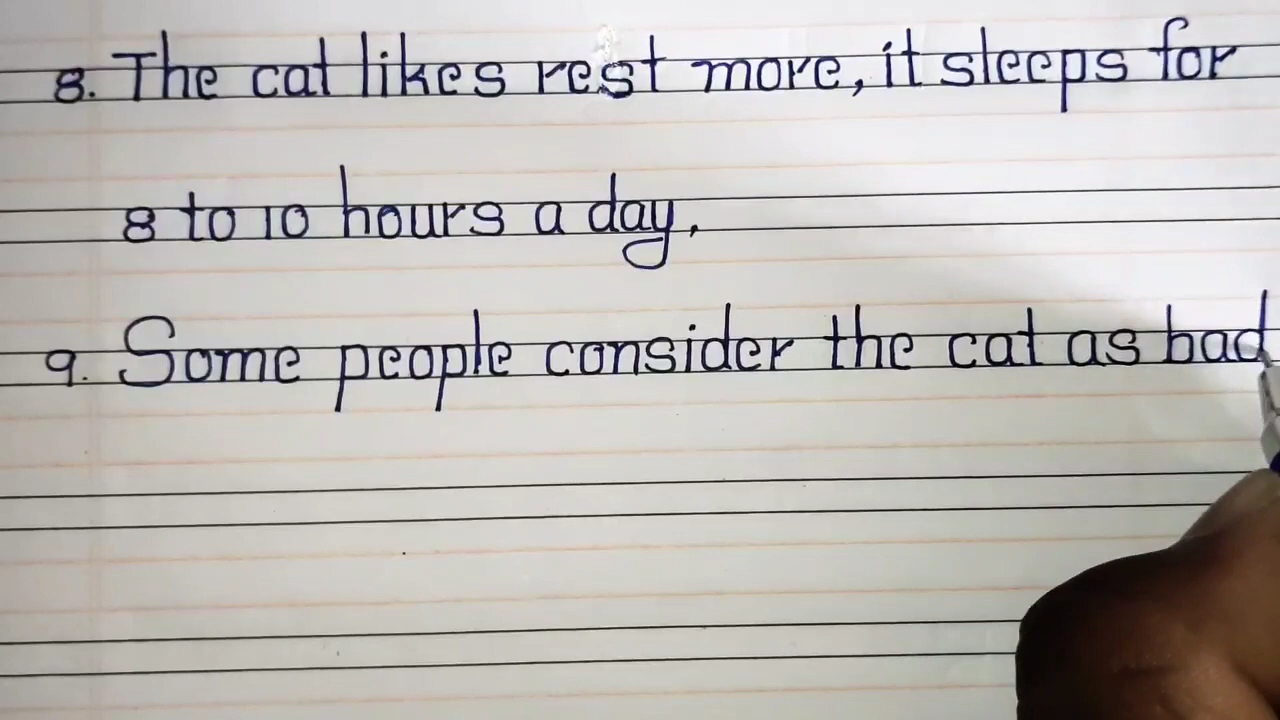 8. The cat likes rest more, it sleeps for
8 to 10 hours a day.
9. Some people consider the cat as bad